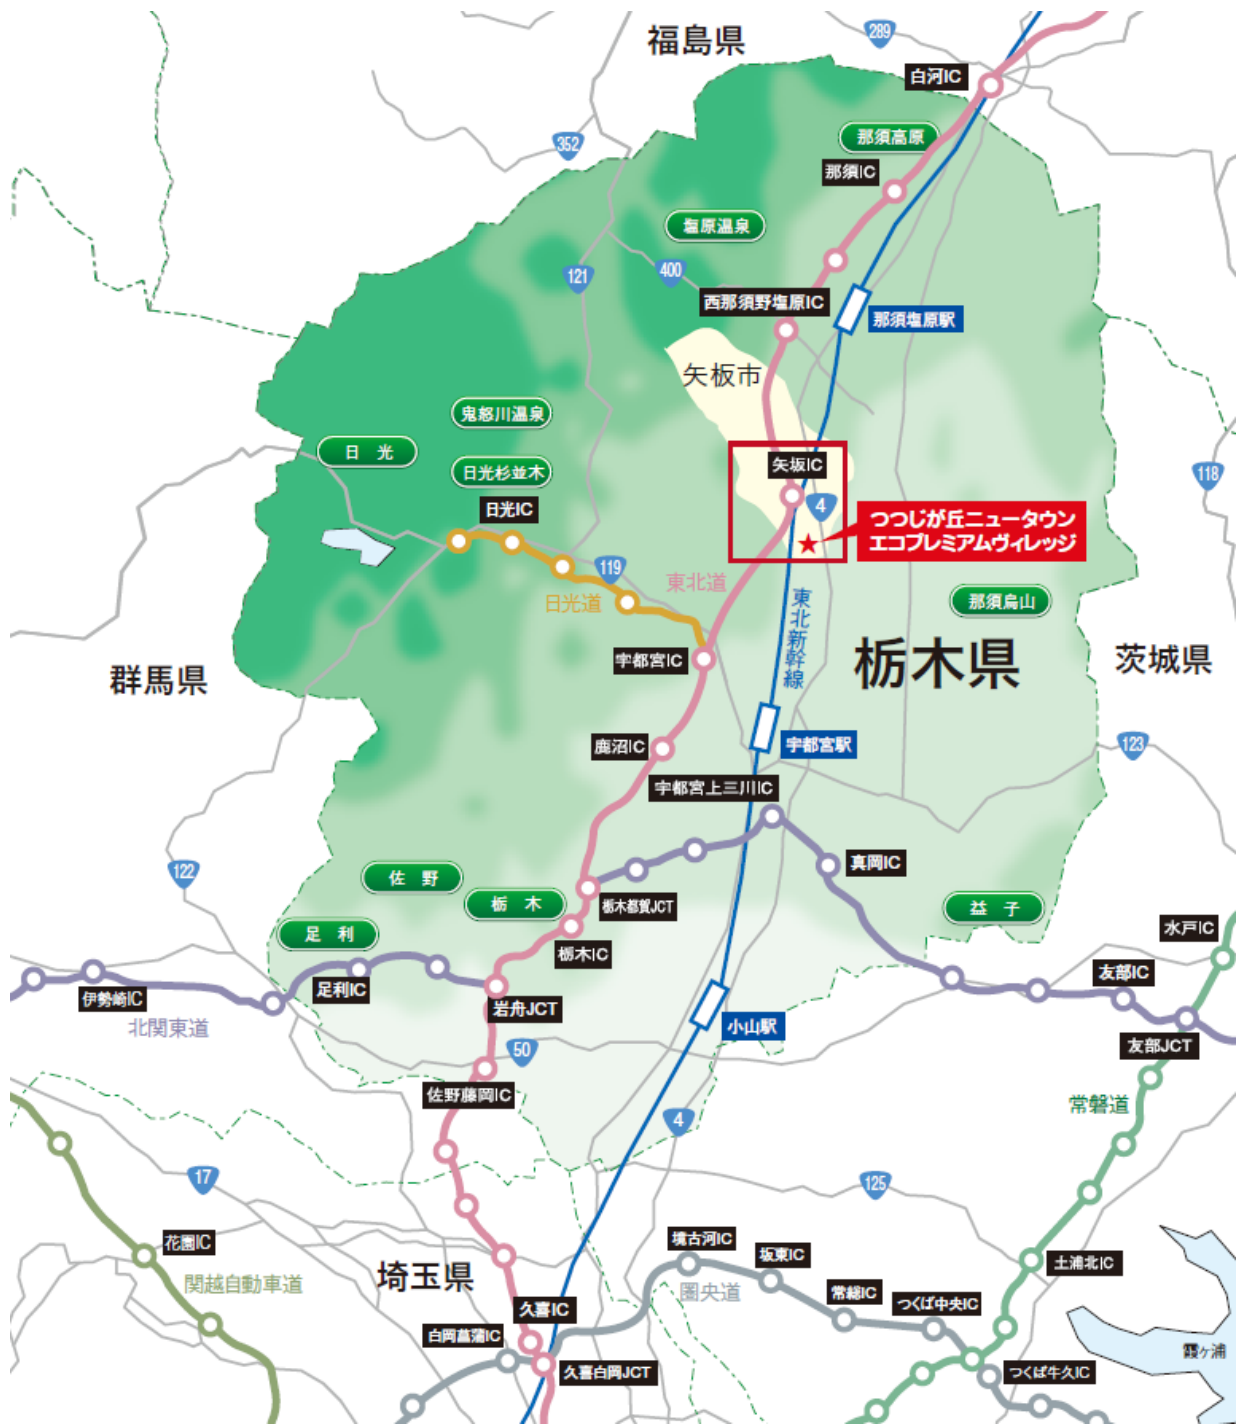 福島県
289
白河IC
352
那須高原
那須IC
塩原温泉
121
400
西那須野塩原IC
那須塩原駅
矢板市
鬼怒川温泉
日 光
日光杉並木
矢坂IC
118
日光IC
4
つつじが丘ニュータウン
エコプレミアムヴィレッジ
119
東北道
日光道
那須烏山
東北新幹線
宇都宮IC
栃木県
茨城県
群馬県
鹿沼IC
宇都宮駅
123
宇都宮上三川IC
真岡IC
122
佐 野
栃 木
栃木都賀JCT
益 子
足 利
水戸IC
栃木IC
友部IC
足利IC
伊勢崎IC
岩舟JCT
北関東道
小山駅
50
友部JCT
佐野藤岡IC
常磐道
4
17
125
花園IC
境古河IC
坂東IC
土浦北IC
関越自動車道
埼玉県
圏央道
久喜IC
常総IC
つくば中央IC
白岡菖蒲IC
霞ヶ浦
久喜白岡JCT
つくば牛久IC